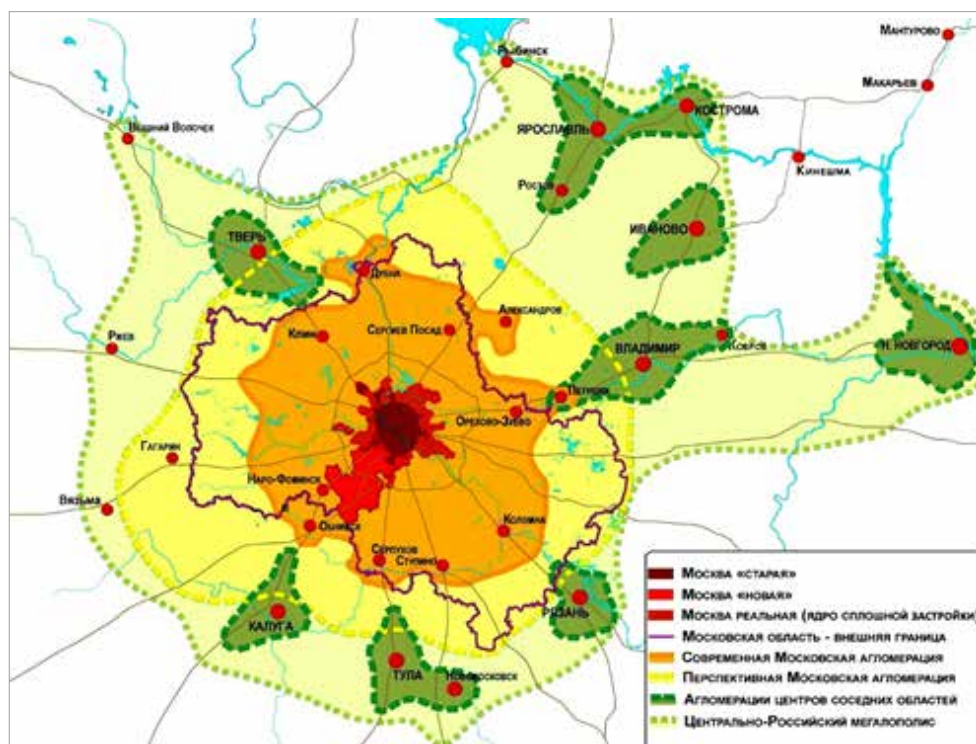 Мантурово
Рыбинск
Макарьев
Кострома
Ярославль
Вышний Волочек
Кинешма
Ростов
Иваново
Тверь
Дубна
Александров
Клин
Сергиев Посад
Ржев
Владимир
Ковров
Н. Новгород
Петушки
Орехово-Зуево
Гагарин
Наро-Фоминск
Вязьма
Обнинск
Коломна
Серпухов
Ступино
Рязань
Калуга
Тула
Новомосковск
Москва «старая»
Москва «новая»
Москва реальная (ядро сплошной застройки)
Московская область - внешняя граница
Современная Московская агломерация
Перспективная Московская агломерация
Агломерации центров соседних областей
Центрально-Российский мегалополис